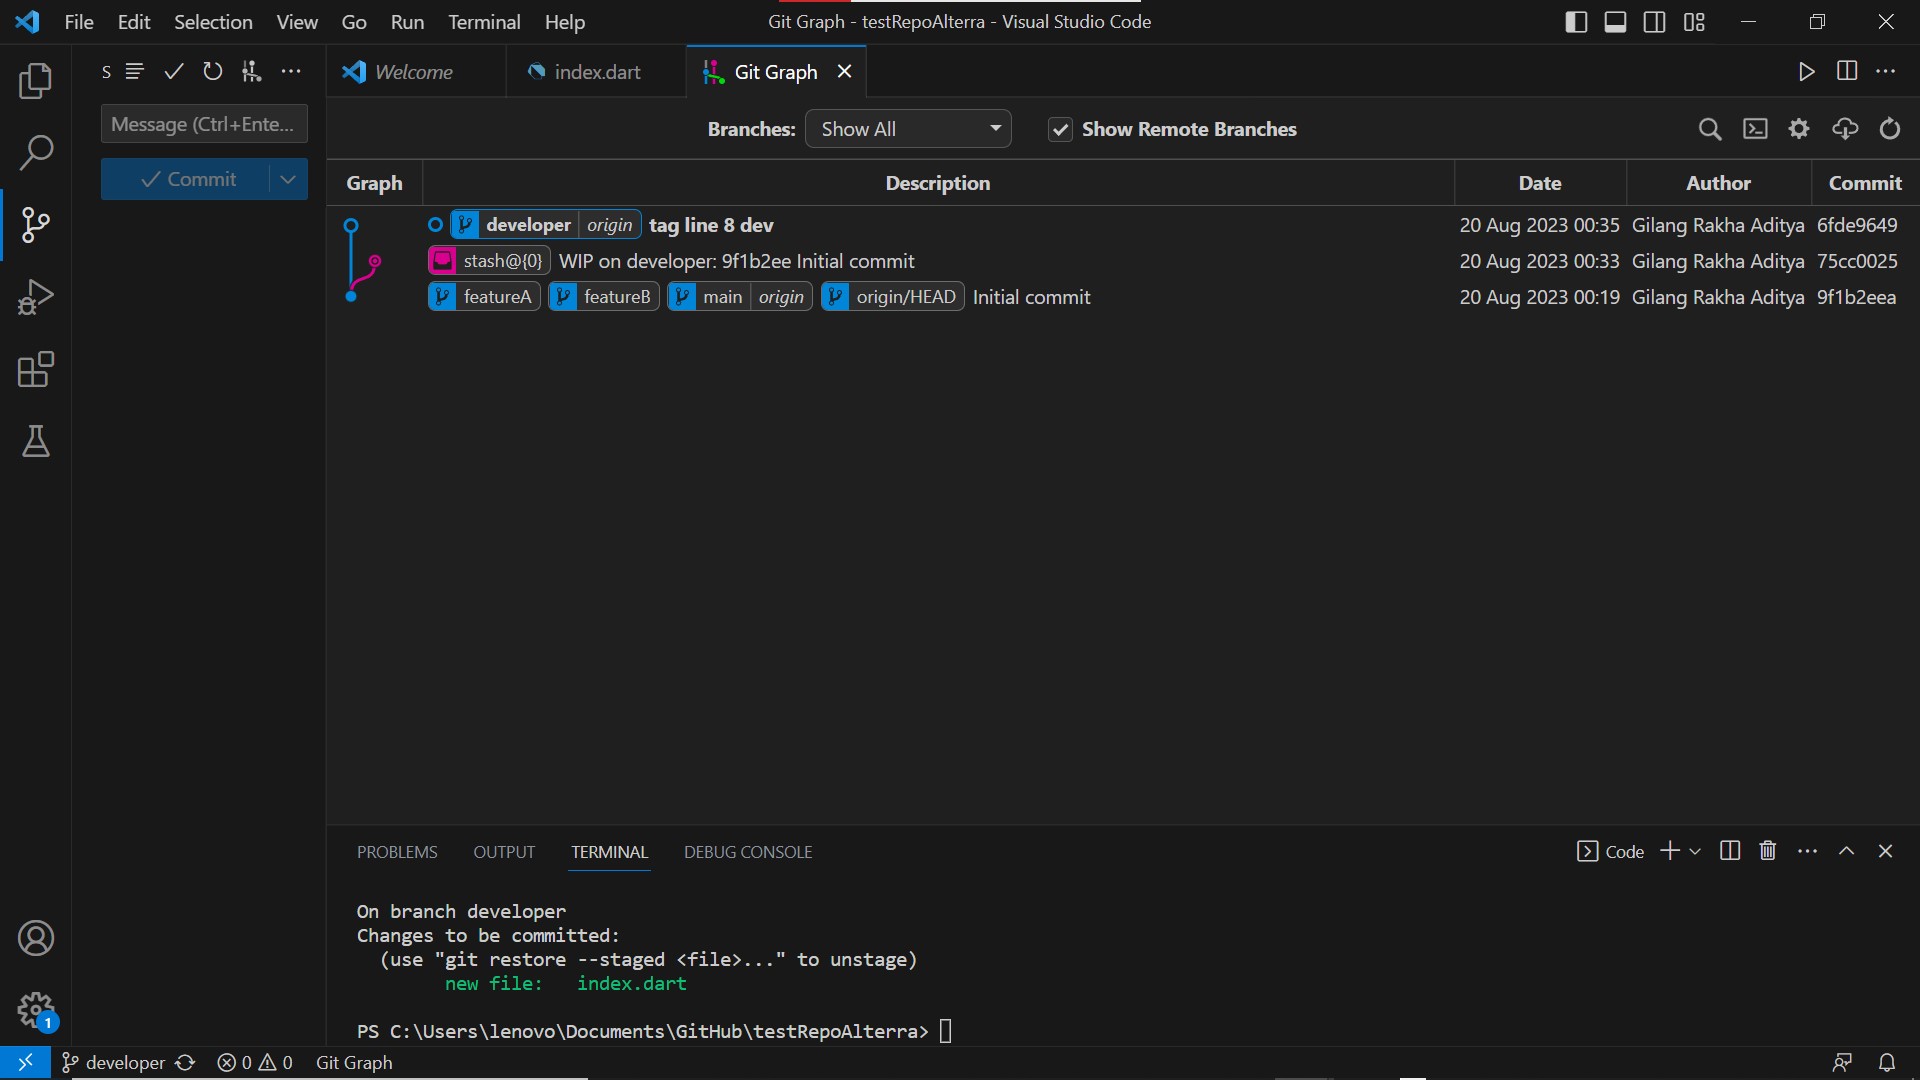 File Edit Selection View Go Run Terminal Help
Git Graph - testRepoAlterra - Visual Studio Code
S
Welcome
index.dart
Git Graph
Message (Ctrl+Ente...
Commit
Branches: Show All Show Remote Branches
Graph Description Date Author Commit
developer origin tag line 8 dev 20 Aug 2023 00:35 Gilang Rakha Aditya 6fde9649
stash@{0} WIP on developer: 9f1b2ee Initial commit 20 Aug 2023 00:33 Gilang Rakha Aditya 75cc0025
featureA featureB main origin origin/HEAD Initial commit 20 Aug 2023 00:19 Gilang Rakha Aditya 9f1b2eea
PROBLEMS OUTPUT TERMINAL DEBUG CONSOLE Code
On branch developer
Changes to be committed:
(use "git restore --staged <file>..." to unstage)
new file: index.dart
PS C:\Users\lenovo\Documents\GitHub\testRepoAlterra>
1
developer 0 0 Git Graph